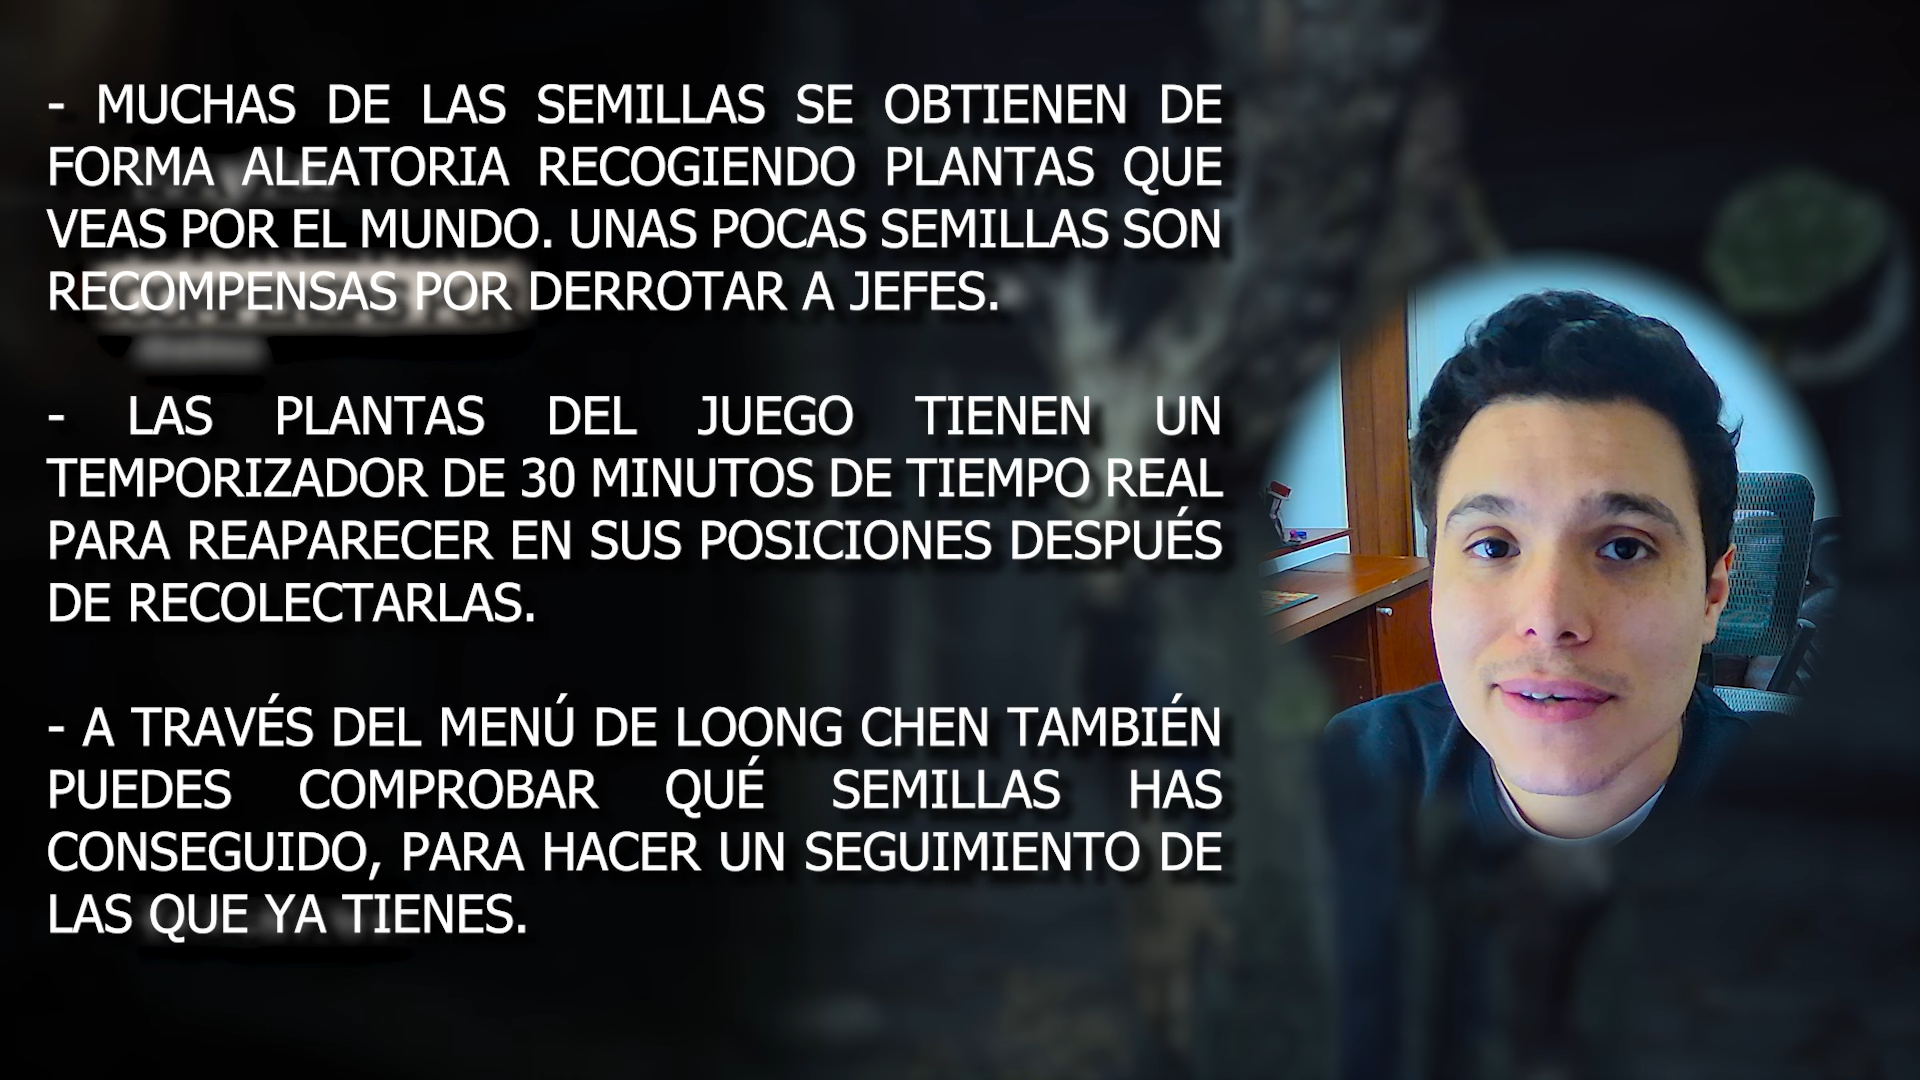 - MUCHAS DE LAS SEMILLAS SE OBTIENEN DE
FORMA ALEATORIA RECOGIENDO PLANTAS QUE
VEAS POR EL MUNDO. UNAS POCAS SEMILLAS SON
RECOMPENSAS POR DERROTAR A JEFES.
- LAS PLANTAS DEL JUEGO TIENEN UN
TEMPORIZADOR DE 30 MINUTOS DE TIEMPO REAL
PARA REAPARECER EN SUS POSICIONES DESPUÉS
DE RECOLECTARLAS.
- A TRAVÉS DEL MENÚ DE LOONG CHEN TAMBIÉN
PUEDES COMPROBAR QUÉ SEMILLAS HAS
CONSEGUIDO, PARA HACER UN SEGUIMIENTO DE
LAS QUE YA TIENES.